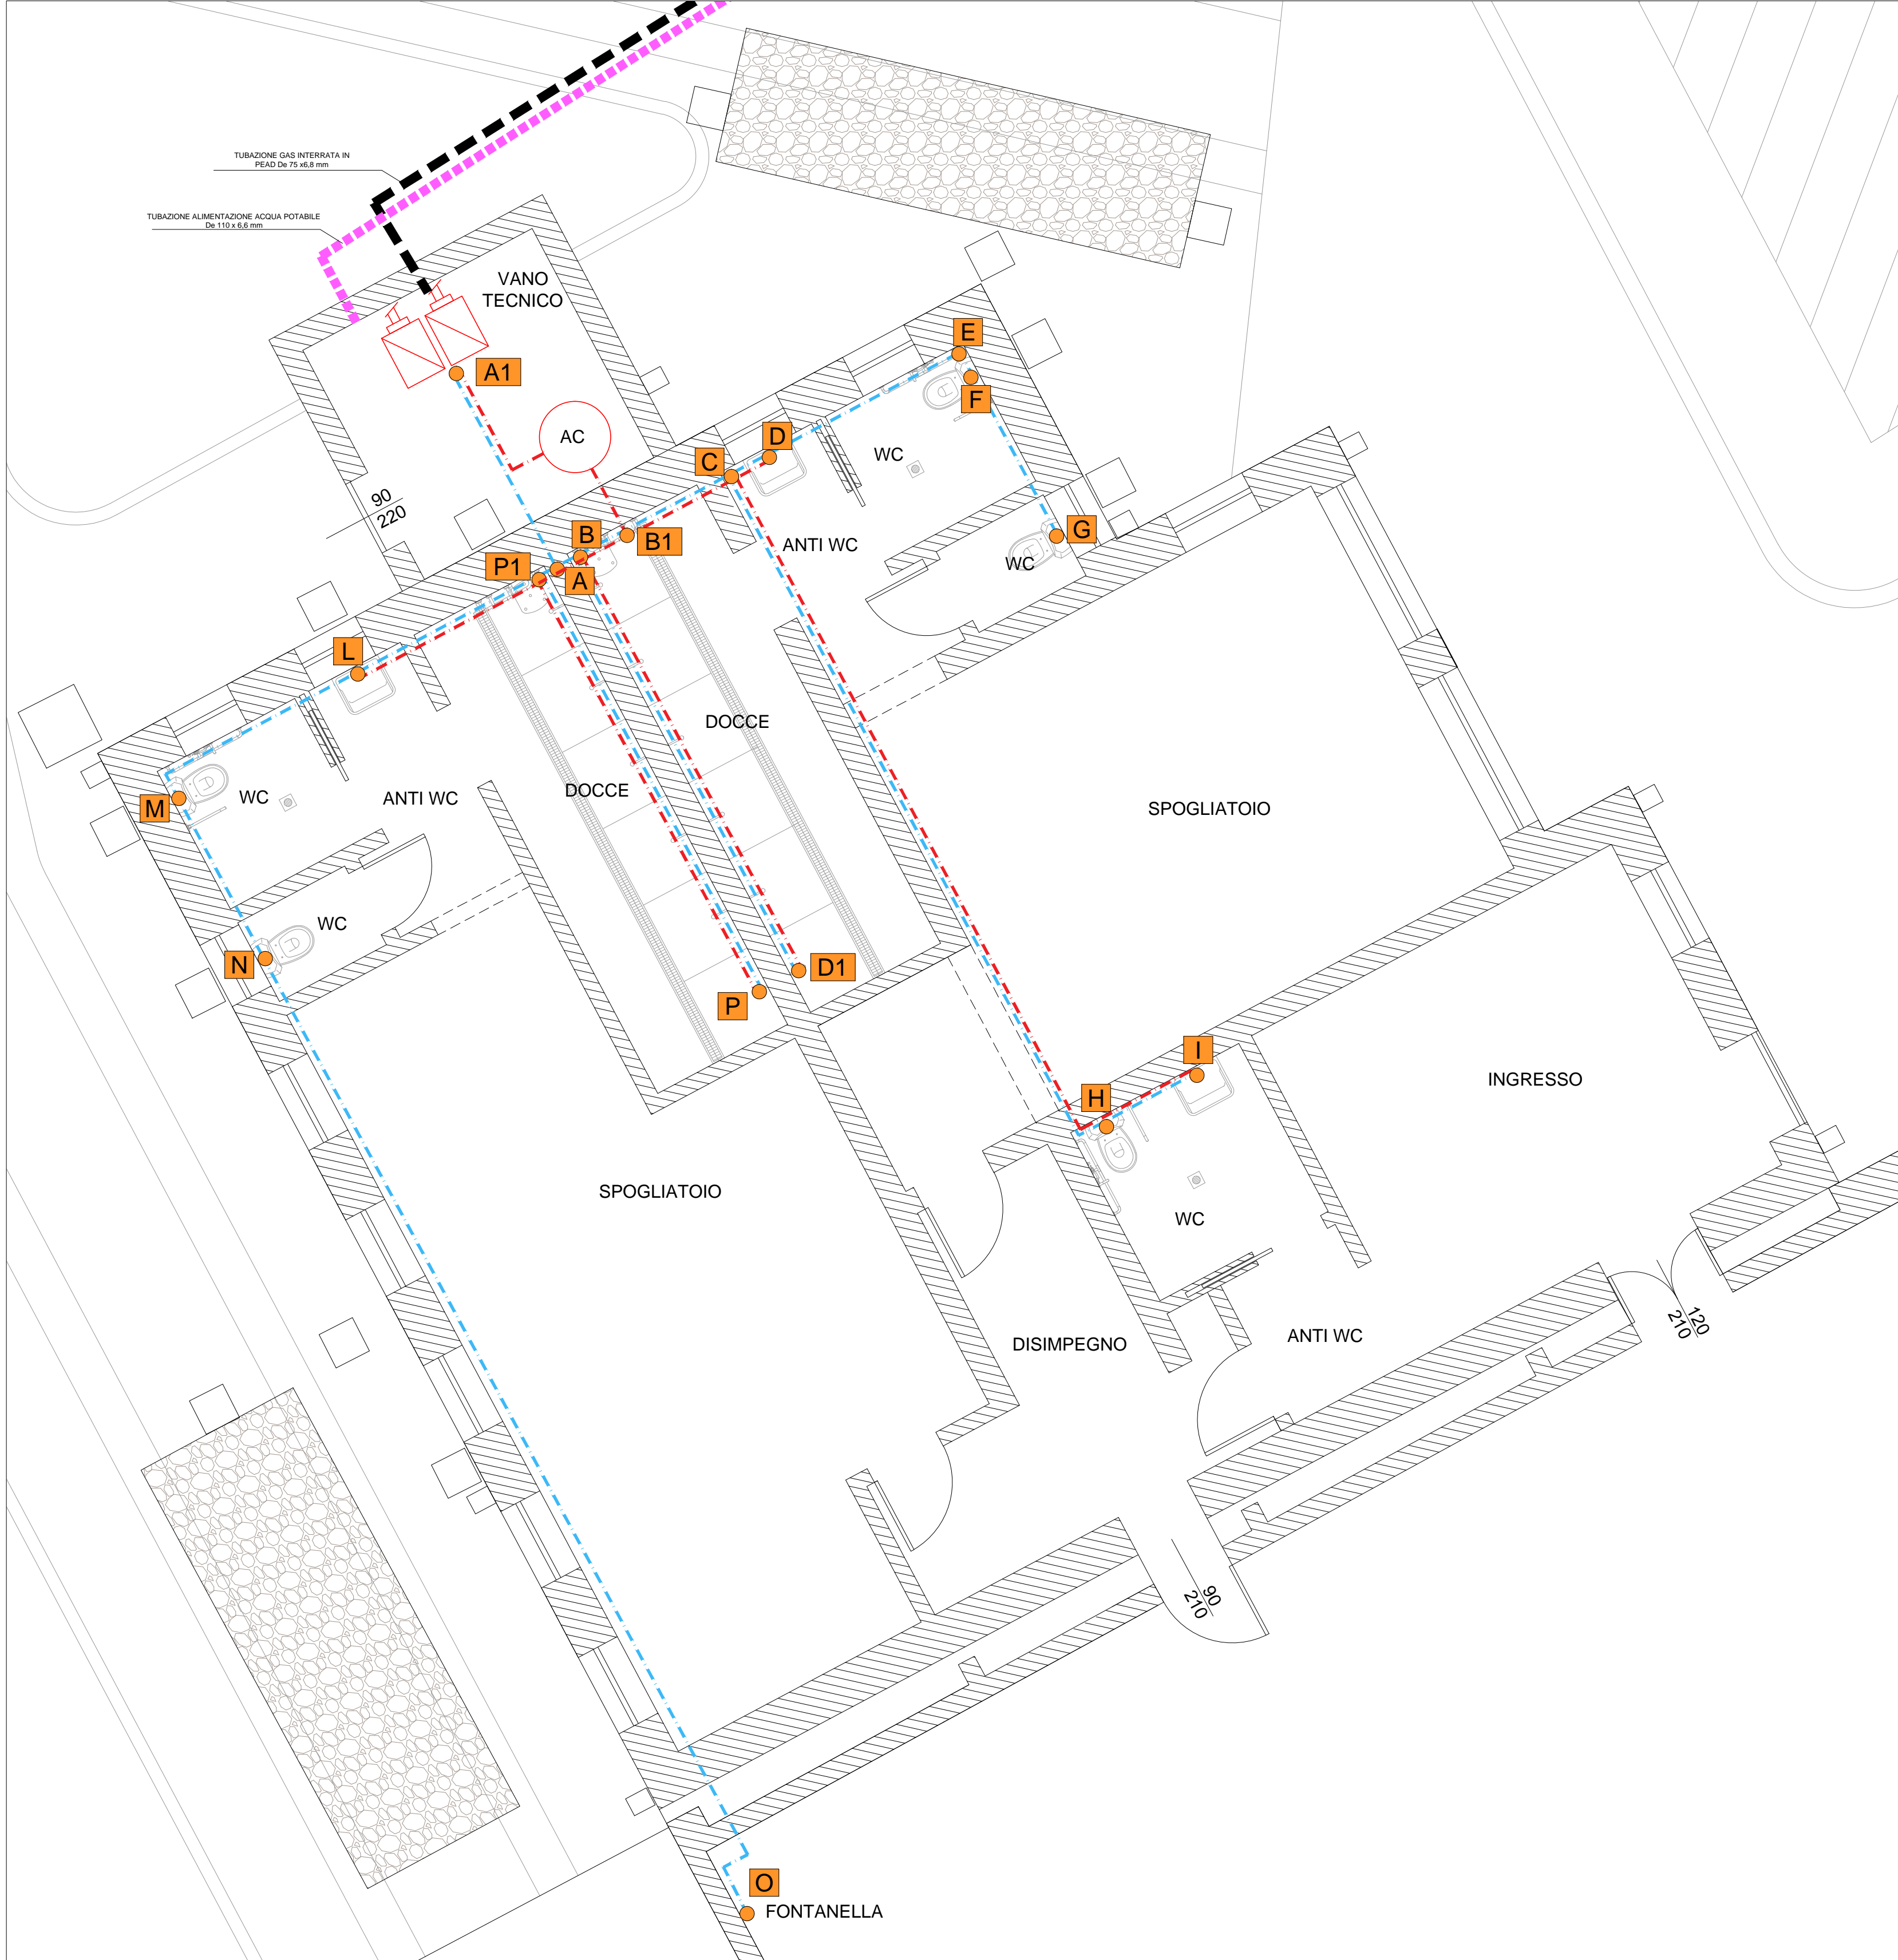 TUBAZIONE GAS INTERRATA IN
PEAD De 75 x6,8 mm
TUBAZIONE ALIMENTAZIONE ACQUA POTABILE
De 110 x 6,6 mm
VANO
TECNICO
E
A1
F
AC
D
WC
C
90
220
G
B
B1
ANTI WC
WC
P1
A
L
DOCCE
DOCCE
WC
ANTI WC
M
SPOGLIATOIO
WC
N
D1
P
I
H
INGRESSO
SPOGLIATOIO
WC
DISIMPEGNO
ANTI WC
120
210
90
210
O
FONTANELLA